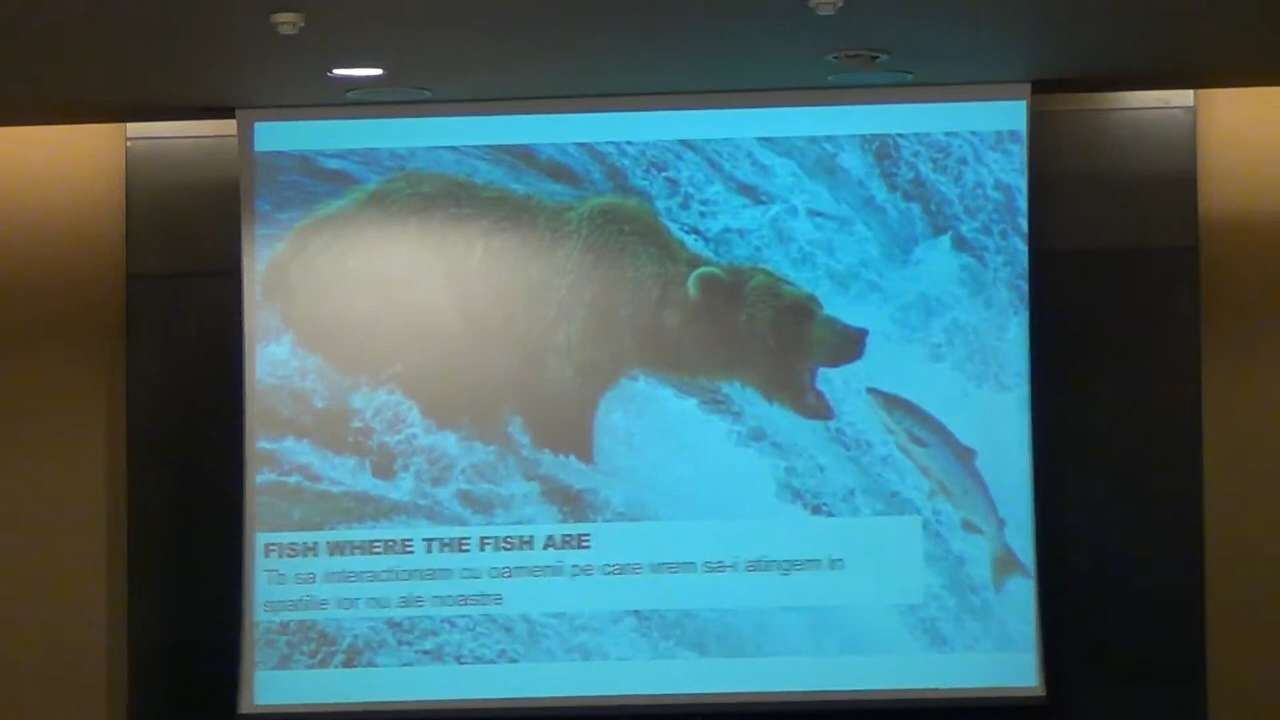 FISH WHERE THE FISH ARE
Tb sa interactionam cu oamenii pe care vrem sa-i atingem in
spatiile lor nu ale noastre